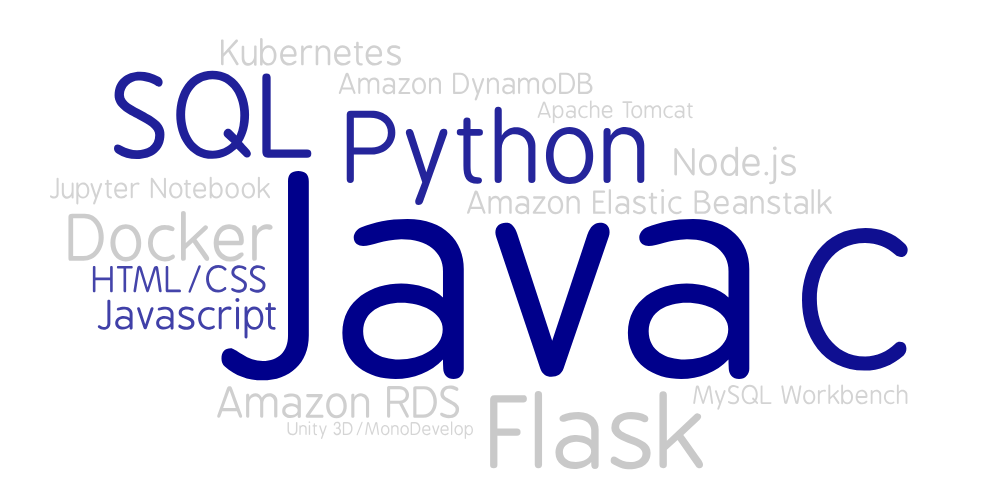 Kubernetes
Amazon DynamoDB
SQL
Apache Tomcat
Python
Node.js
Jupyter Notebook
Amazon Elastic Beanstalk
Docker
Java
C
HTML/CSS
Javascript
Amazon RDS
MySQL Workbench
Unity 3D/MonoDevelop
Flask